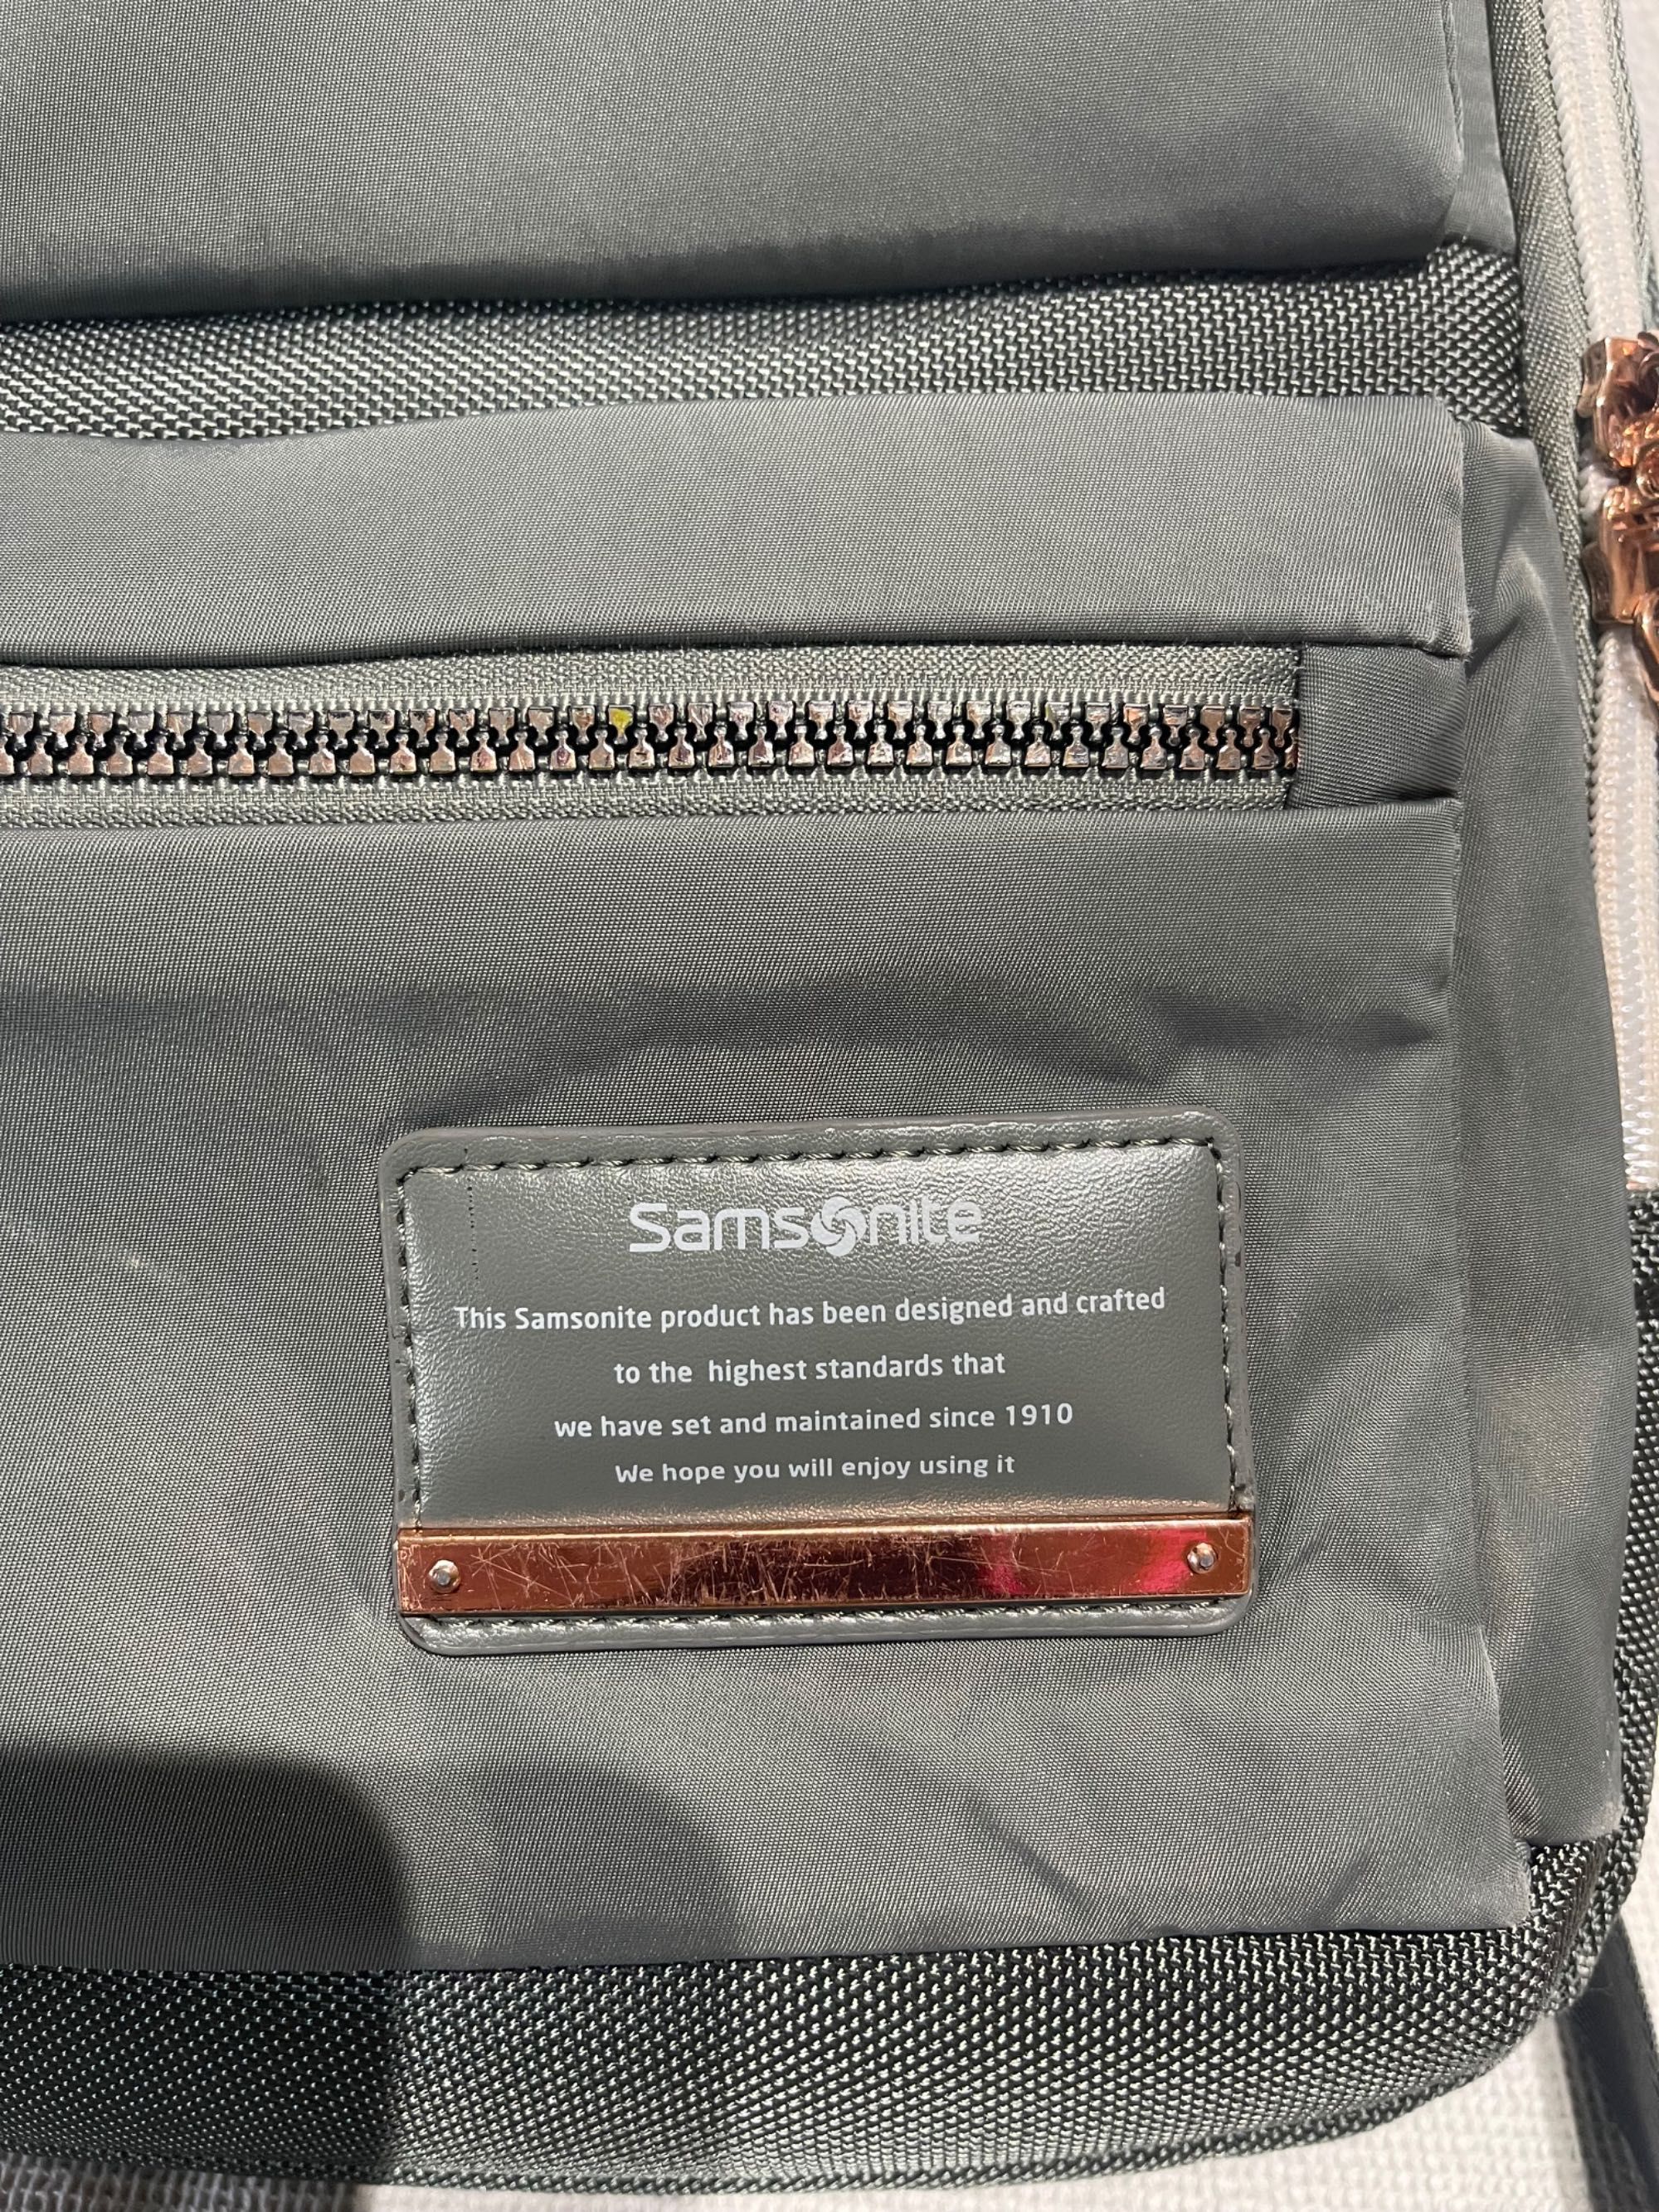 Samsonite
This Samsonite product has been designed and crafted
to the highest standards that
we have set and maintained since 1910
We hope you will enjoy using it